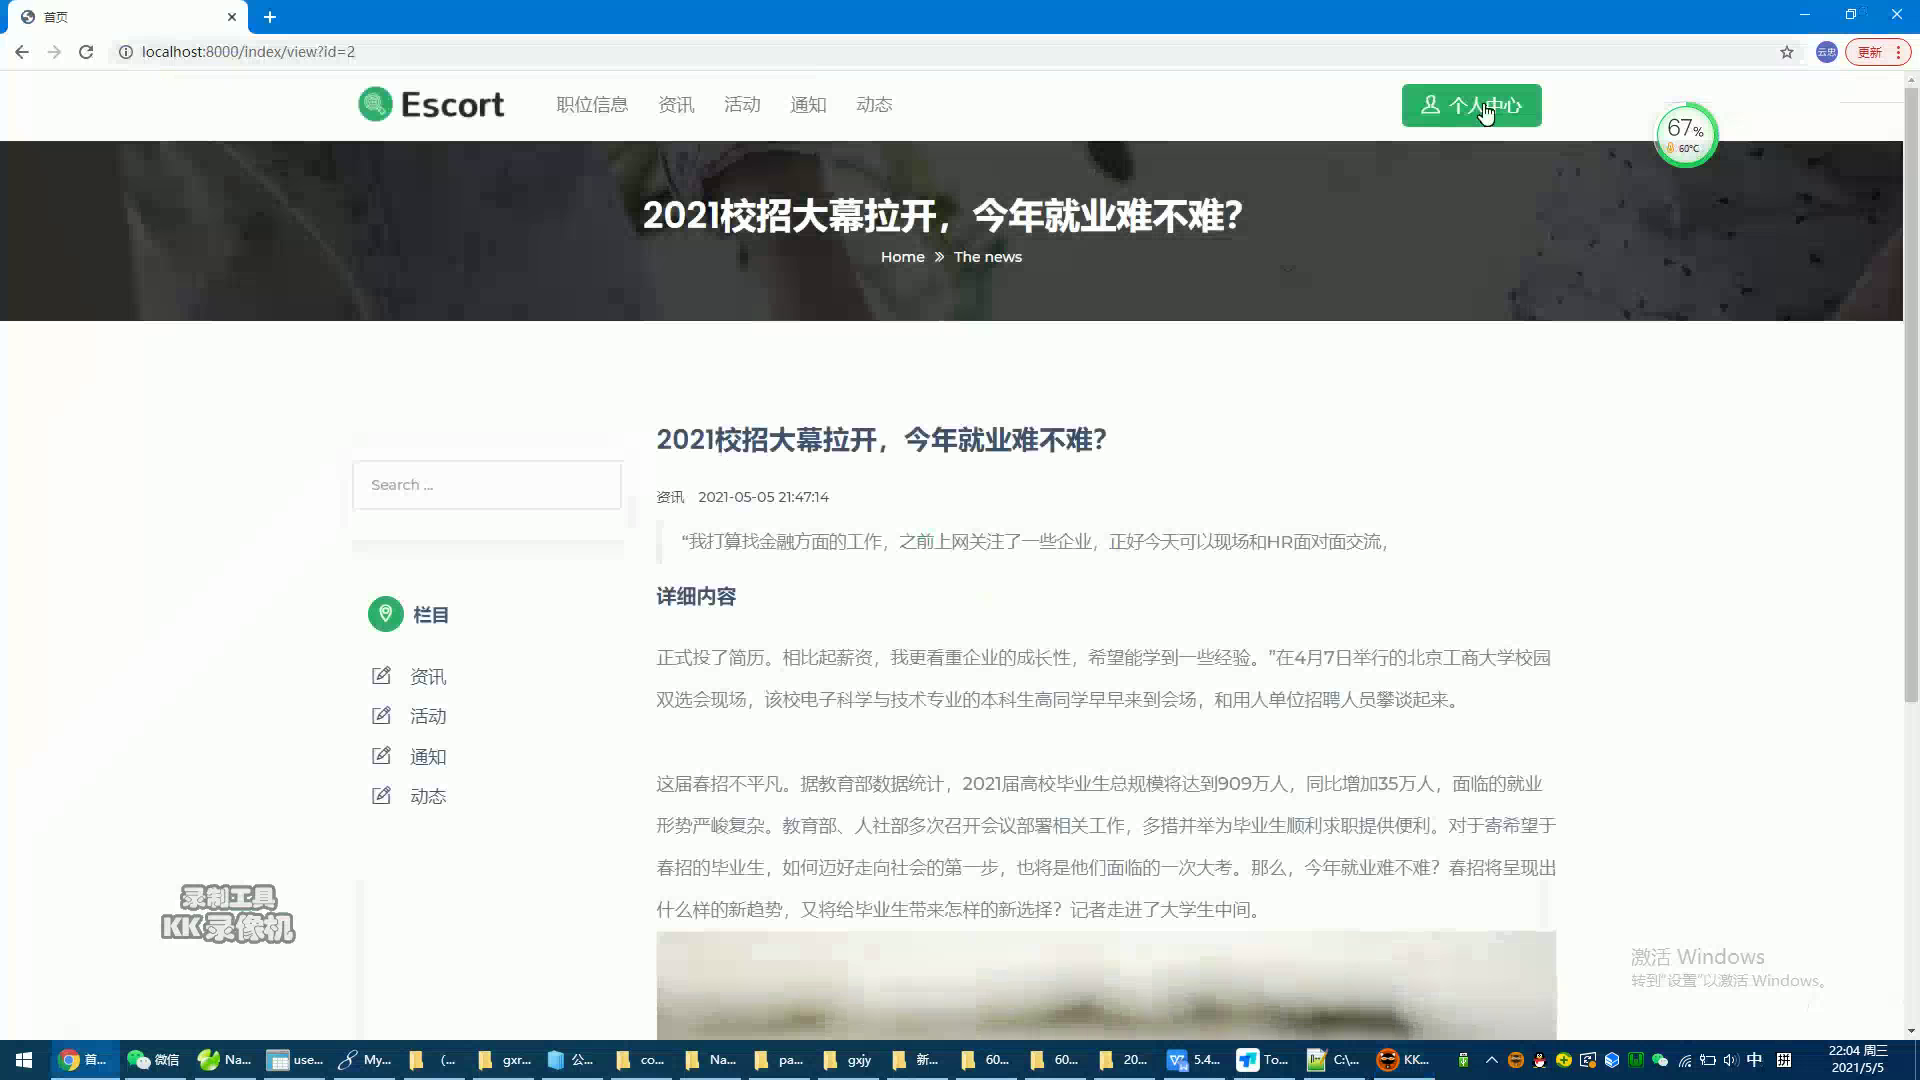 首页
localhost:8000/index/view?id=2
云忠
更新
Escort
职位信息 资讯 活动 通知 动态
个人中心
67%
60°C
2021校招大幕拉开，今年就业难不难？
Home » The news
2021校招大幕拉开，今年就业难不难？
Search ...
资讯 2021-05-05 21:47:14
“我打算找金融方面的工作，之前上网关注了一些企业，正好今天可以现场和HR面对面交流，
详细内容
栏目
资讯
活动
通知
动态
正式投了简历。相比起薪资，我更看重企业的成长性，希望能学到一些经验。”在4月7日举行的北京工商大学校园
双选会现场，该校电子科学与技术专业的本科生高同学早早来到会场，和用人单位招聘人员攀谈起来。
这届春招不平凡。据教育部数据统计，2021届高校毕业生总规模将达到909万人，同比增加35万人，面临的就业
形势严峻复杂。教育部、人社部多次召开会议部署相关工作，多措并举为毕业生顺利求职提供便利。对于寄希望于
春招的毕业生，如何迈好走向社会的第一步，也将是他们面临的一次大考。那么，今年就业难不难？春招将呈现出
什么样的新趋势，又将给毕业生带来怎样的新选择？记者走进了大学生中间。
录制工具
KK录像机
激活 Windows
转到“设置”以激活 Windows。
首... 微信 Na... use... My... (... gxr... 公... co... Na... pa... gxjy 新... 60... 60... 20... 5.4... To... C:\... KK... 中 拼
22:04 周三
2021/5/5